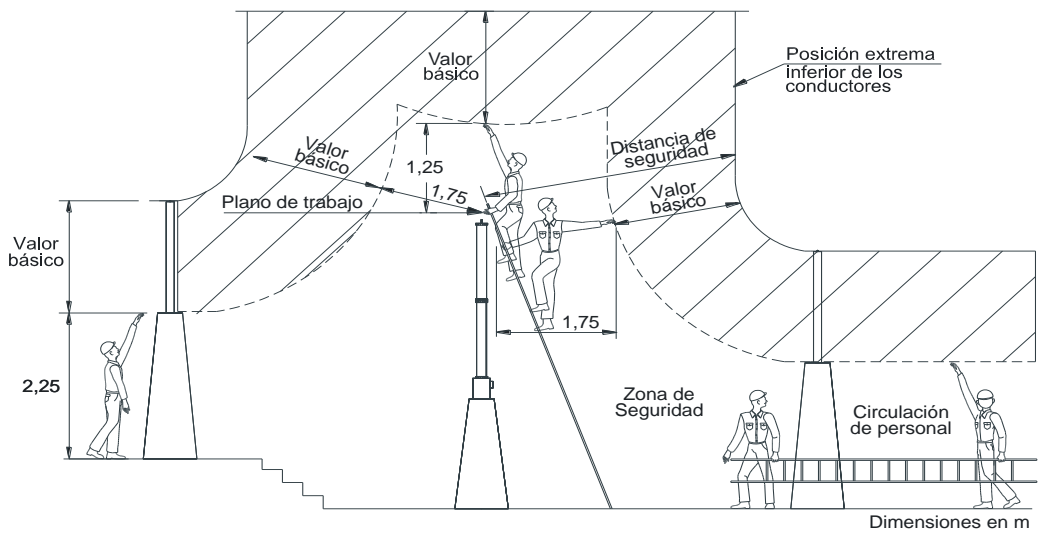 Valor
básico
Posición extrema
inferior de los
conductores
Valor
básico
Distancia de
seguridad
1,25
1,75
Plano de trabajo
Valor
básico
Valor
básico
1,75
2,25
Zona de
Seguridad
Circulación
de personal
Dimensiones en m